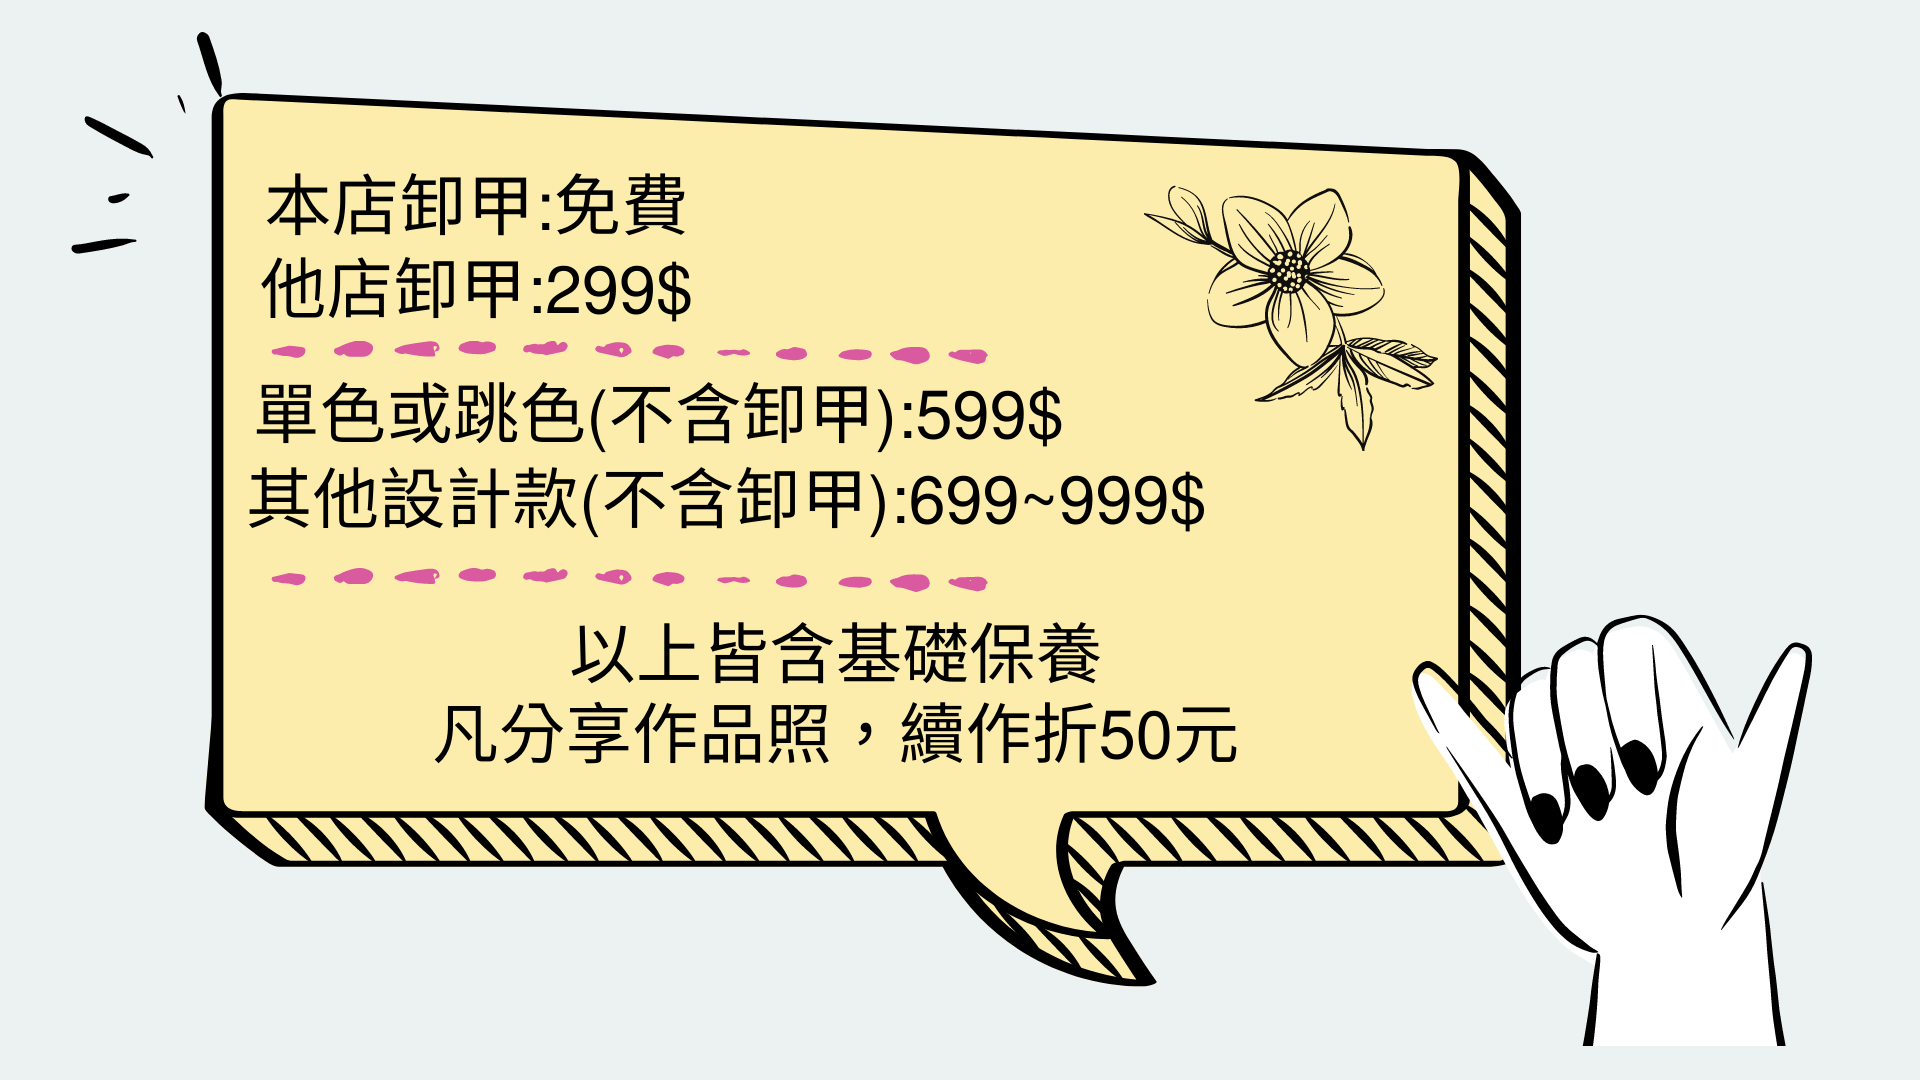 本店卸甲:免費
他店卸甲:299$
單色或跳色(不含卸甲):599$
其他設計款(不含卸甲):699~999$
以上皆含基礎保養
凡分享作品照，續作折50元